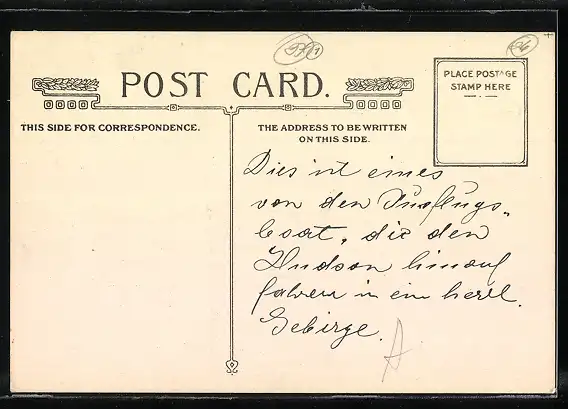 POST CARD.
PLACE POSTAGE
STAMP HERE
THIS SIDE FOR CORRESPONDENCE.
THE ADDRESS TO BE WRITTEN
ON THIS SIDE.
Dies ist eines
von den Ausflugs„
boot, die den
Hudson hinauf
fahren in ein herrl.
Gebirge.
A